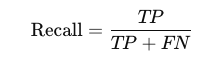 Recall = TP / (TP + FN)